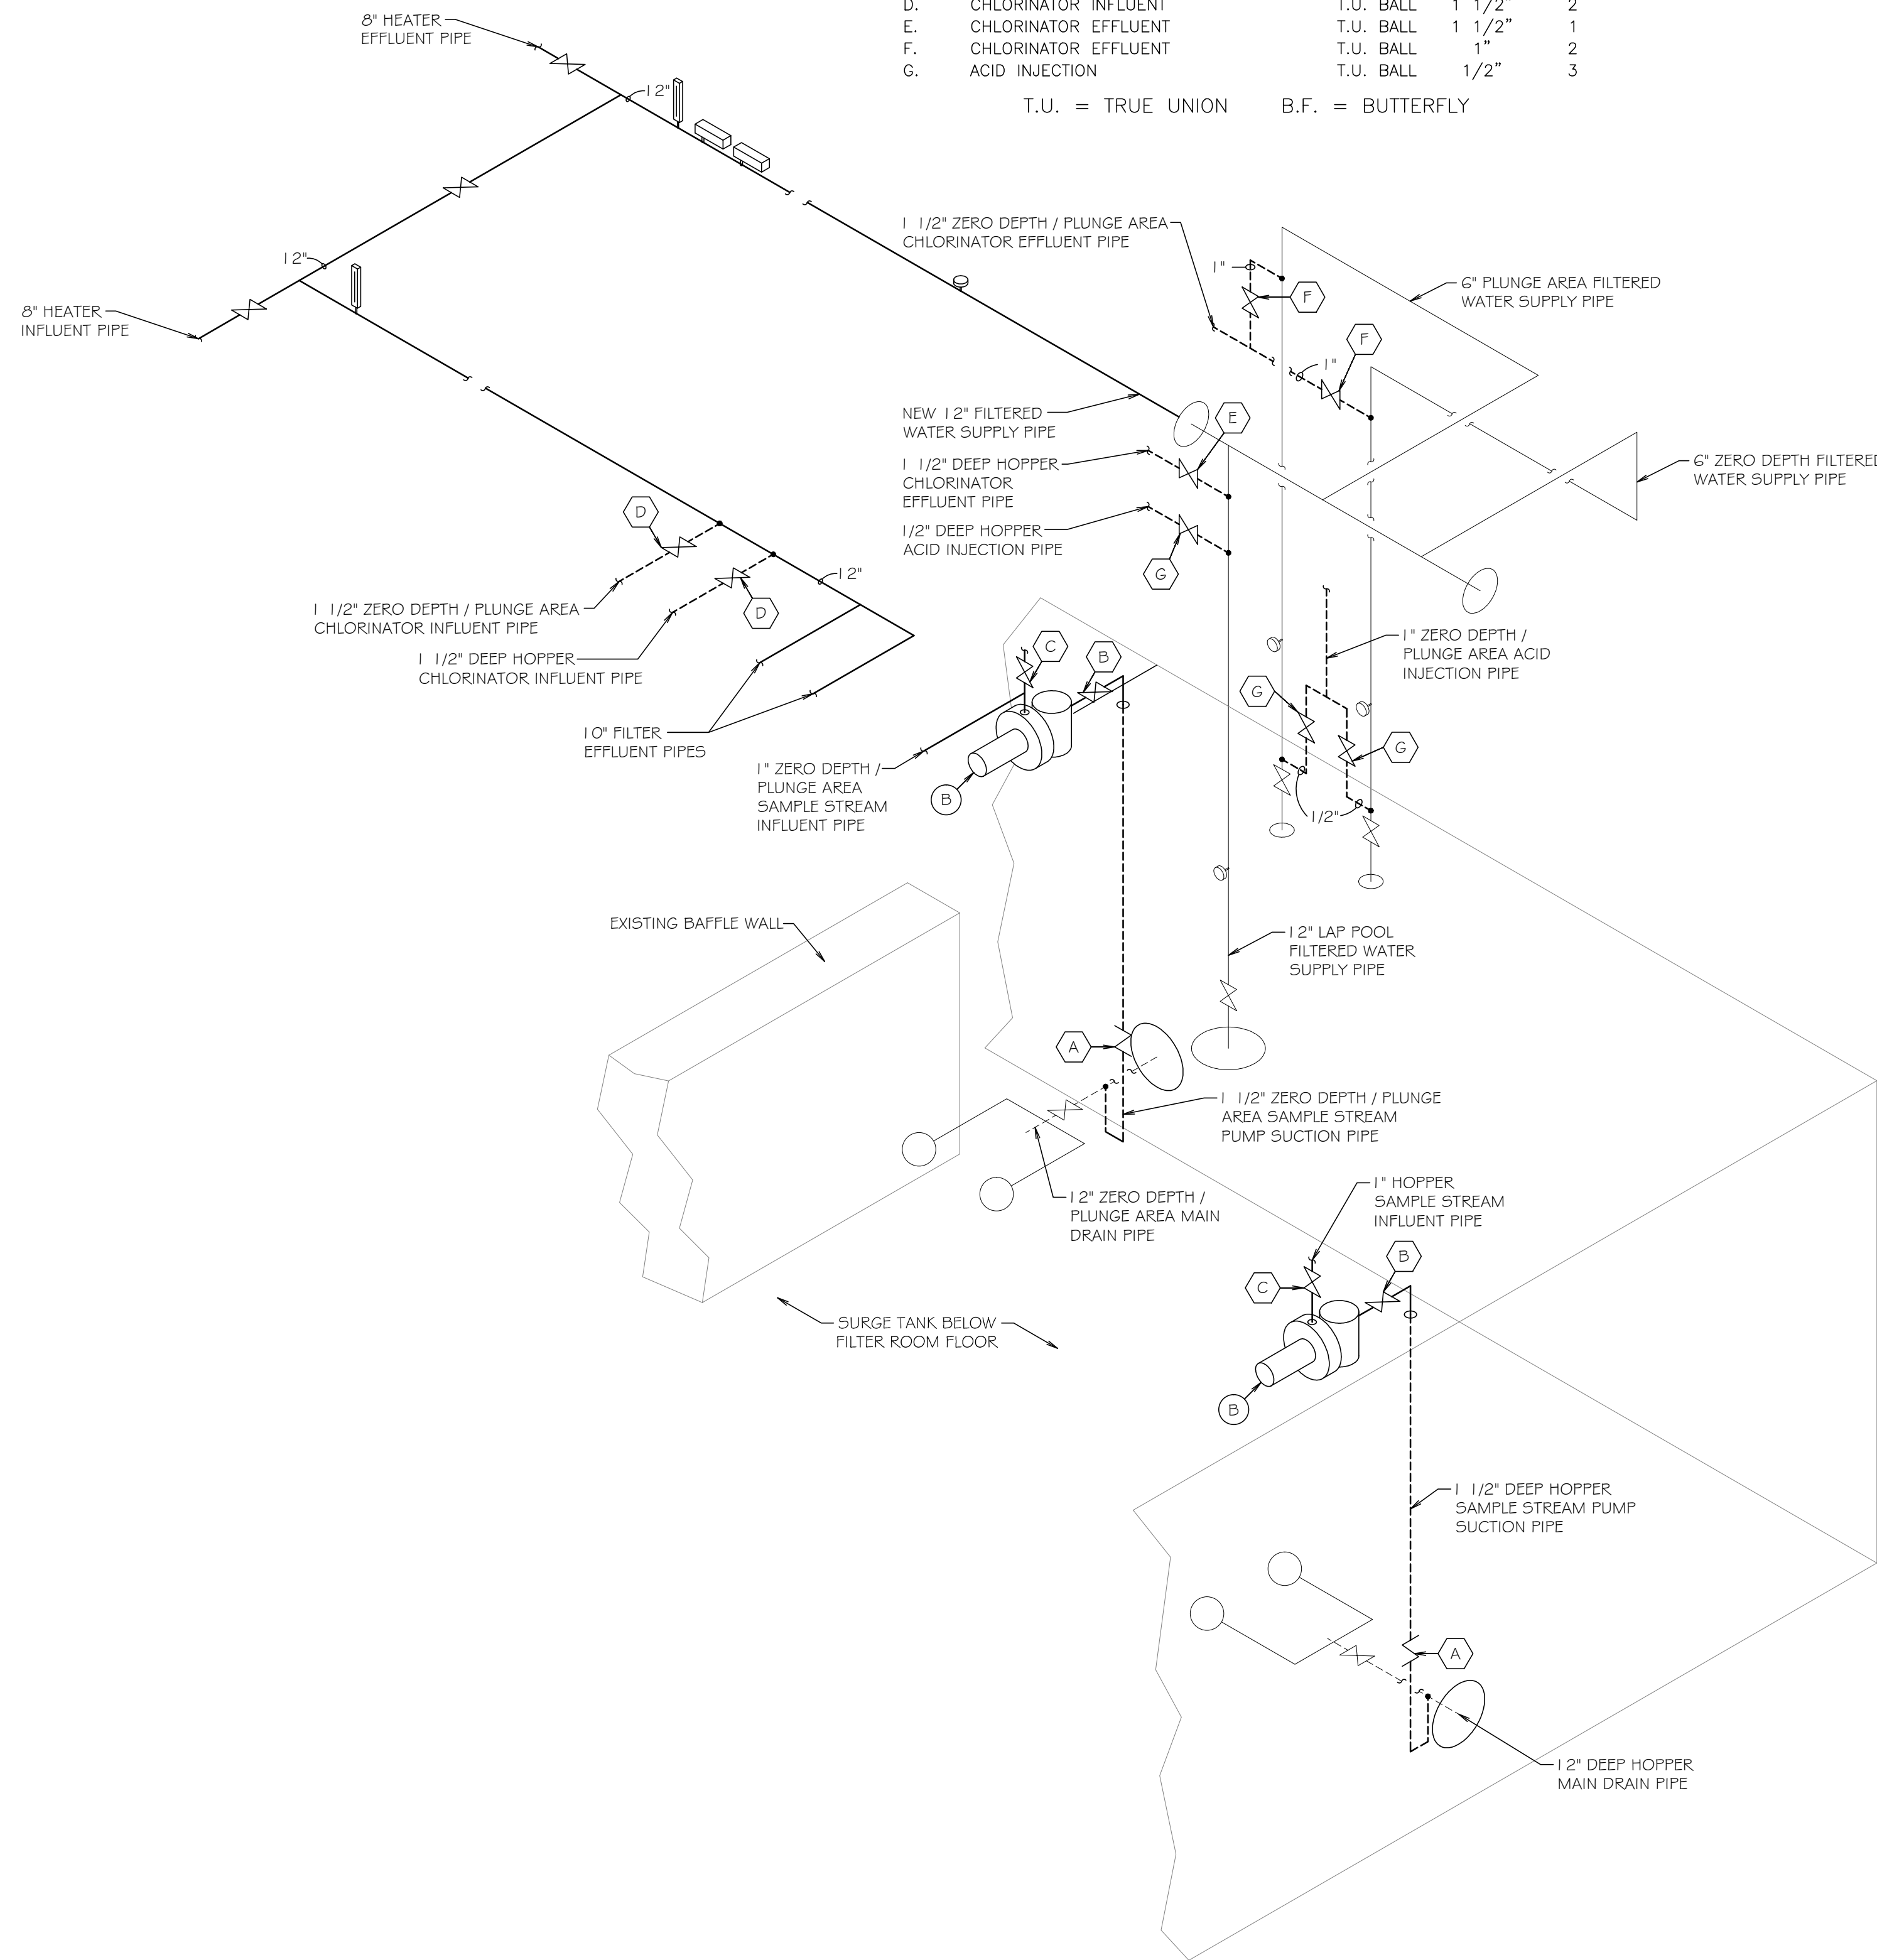 D. CHLORINATOR INFLUENT T.U. BALL 1 1/2" 2
E. CHLORINATOR EFFLUENT T.U. BALL 1 1/2" 1
F. CHLORINATOR EFFLUENT T.U. BALL 1" 2
G. ACID INJECTION T.U. BALL 1/2" 3
T.U. = TRUE UNION B.F. = BUTTERFLY
8" HEATER
EFFLUENT PIPE
12"
12"
8" HEATER
INFLUENT PIPE
1 1/2" ZERO DEPTH / PLUNGE AREA
CHLORINATOR EFFLUENT PIPE
1"
F
6" PLUNGE AREA FILTERED
WATER SUPPLY PIPE
F
1"
NEW 12" FILTERED
WATER SUPPLY PIPE
E
1 1/2" DEEP HOPPER
CHLORINATOR
EFFLUENT PIPE
6" ZERO DEPTH FILTERED
WATER SUPPLY PIPE
1/2" DEEP HOPPER
ACID INJECTION PIPE
G
D
D
12"
1 1/2" ZERO DEPTH / PLUNGE AREA
CHLORINATOR INFLUENT PIPE
1 1/2" DEEP HOPPER
CHLORINATOR INFLUENT PIPE
10" FILTER
EFFLUENT PIPES
C
B
1" ZERO DEPTH /
PLUNGE AREA ACID
INJECTION PIPE
G
G
1/2"
1" ZERO DEPTH /
PLUNGE AREA
SAMPLE STREAM
INFLUENT PIPE
B
EXISTING BAFFLE WALL
12" LAP POOL
FILTERED WATER
SUPPLY PIPE
A
1 1/2" ZERO DEPTH / PLUNGE
AREA SAMPLE STREAM
PUMP SUCTION PIPE
12" ZERO DEPTH /
PLUNGE AREA MAIN
DRAIN PIPE
1" HOPPER
SAMPLE STREAM
INFLUENT PIPE
B
C
SURGE TANK BELOW
FILTER ROOM FLOOR
B
1 1/2" DEEP HOPPER
SAMPLE STREAM PUMP
SUCTION PIPE
A
12" DEEP HOPPER
MAIN DRAIN PIPE